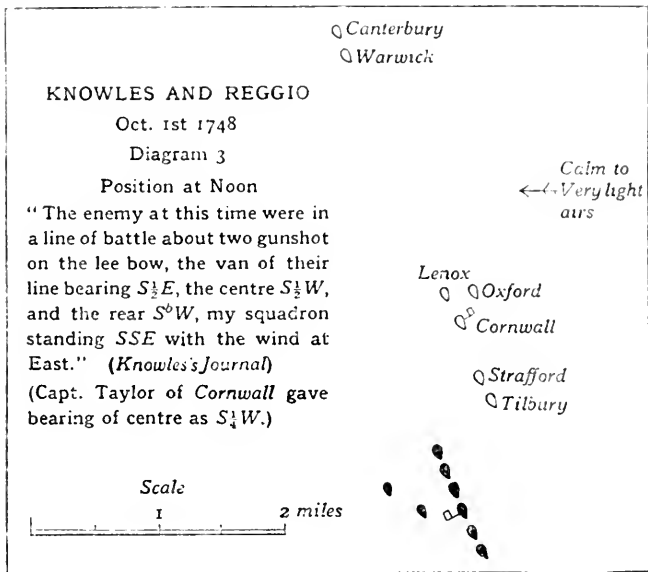 Canterbury
Warwick
KNOWLES AND REGGIO
Oct. 1st 1748
Diagram 3
Position at Noon
"The enemy at this time were in
a line of battle about two gunshot
on the lee bow, the van of their
line bearing S½E, the centre S½W,
and the rear SᵇW, my squadron
standing SSE with the wind at
East." (Knowles's Journal)
(Capt. Taylor of Cornwall gave
bearing of centre as S¼W.)
Calm to
Very light
airs
Lenox
Oxford
Cornwall
Strafford
Tilbury
Scale
1 2 miles